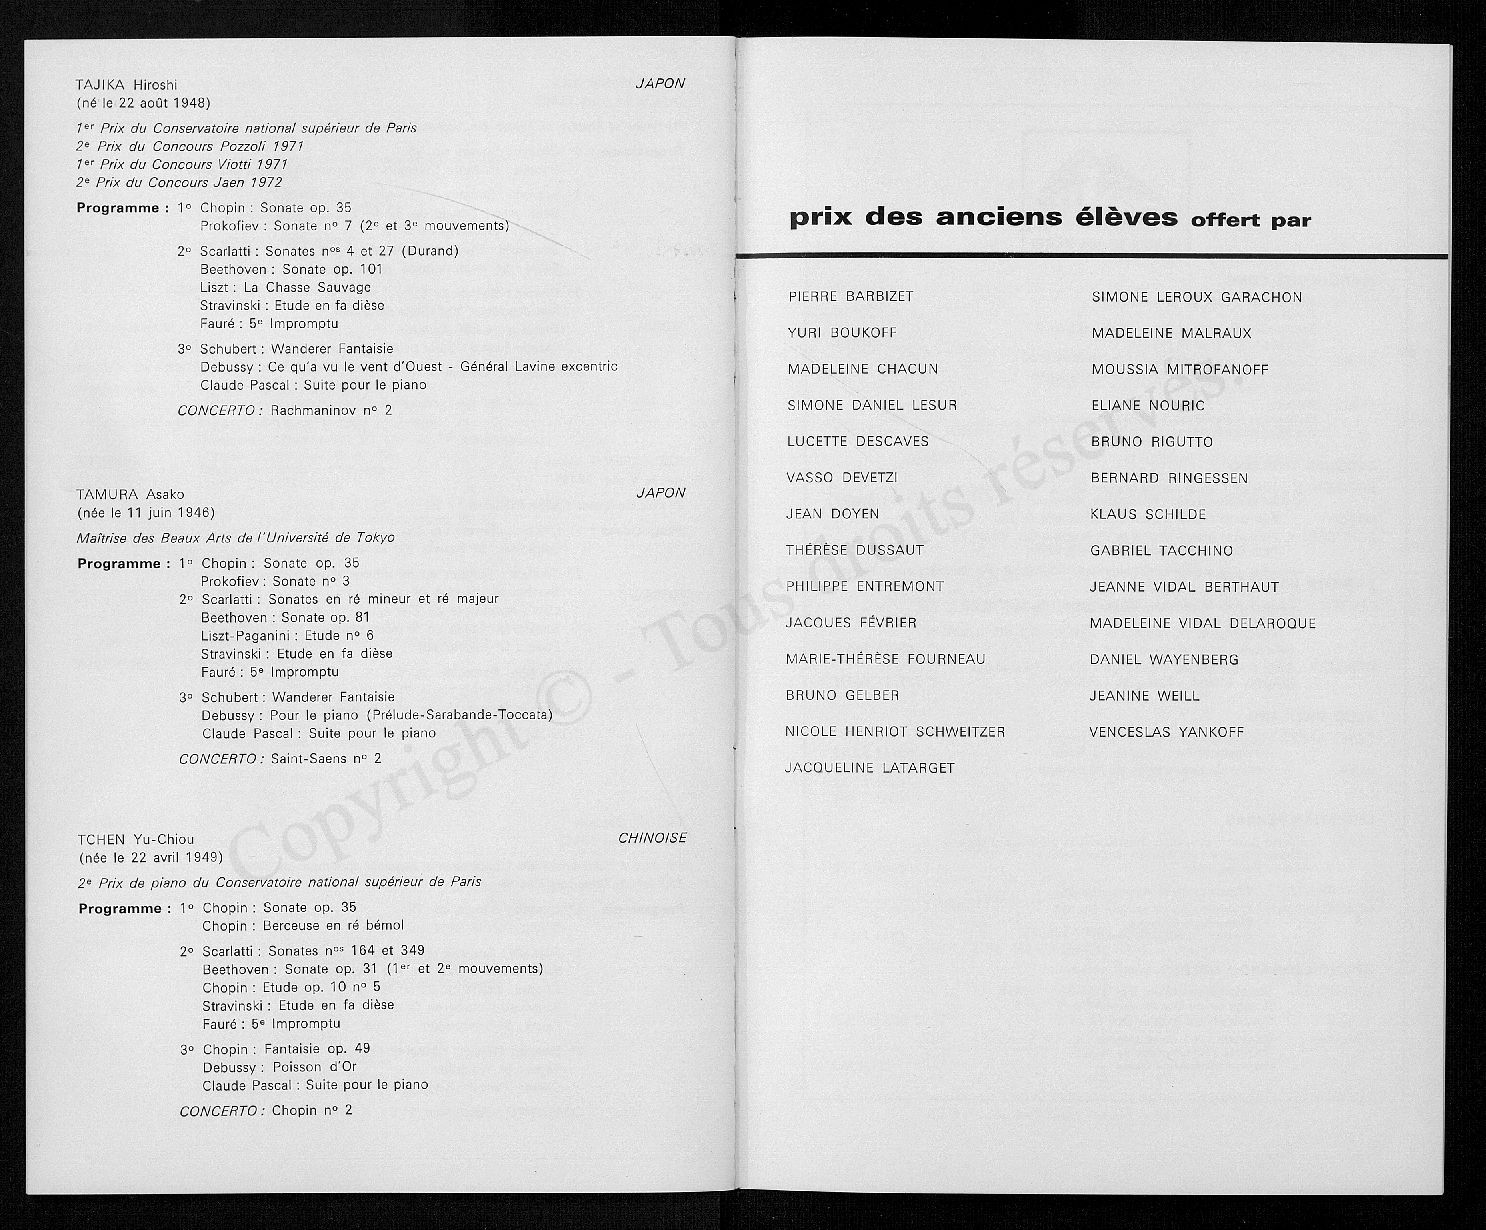 TAJIKA Hiroshi JAPON
(né le 22 août 1948)
1er Prix du Conservatoire national supérieur de Paris
2e Prix du Concours Pozzoli 1971
1er Prix du Concours Viotti 1971
2e Prix du Concours Jaen 1972
Programme : 1º Chopin : Sonate op. 35
Prokofiev : Sonate nº 7 (2e et 3e mouvements)
2º Scarlatti : Sonates nos 4 et 27 (Durand)
Beethoven : Sonate op. 101
Liszt : La Chasse Sauvage
Stravinski : Etude en fa dièse
Fauré : 5e Impromptu
3º Schubert : Wanderer Fantaisie
Debussy : Ce qu'a vu le vent d'Ouest - Général Lavine excentric
Claude Pascal : Suite pour le piano
CONCERTO : Rachmaninov nº 2
TAMURA Asako JAPON
(née le 11 juin 1946)
Maîtrise des Beaux Arts de l'Université de Tokyo
Programme : 1º Chopin : Sonate op. 35
Prokofiev : Sonate nº 3
2º Scarlatti : Sonates en ré mineur et ré majeur
Beethoven : Sonate op. 81
Liszt-Paganini : Etude nº 6
Stravinski : Etude en fa dièse
Fauré : 5e Impromptu
3º Schubert : Wanderer Fantaisie
Debussy : Pour le piano (Prélude-Sarabande-Toccata)
Claude Pascal : Suite pour le piano
CONCERTO : Saint-Saens nº 2
TCHEN Yu-Chiou CHINOISE
(née le 22 avril 1949)
2e Prix de piano du Conservatoire national supérieur de Paris
Programme : 1º Chopin : Sonate op. 35
Chopin : Berceuse en ré bémol
2º Scarlatti : Sonates nos 164 et 349
Beethoven : Sonate op. 31 (1er et 2e mouvements)
Chopin : Etude op. 10 nº 5
Stravinski : Etude en fa dièse
Fauré : 5e Impromptu
3º Chopin : Fantaisie op. 49
Debussy : Poisson d'Or
Claude Pascal : Suite pour le piano
CONCERTO : Chopin nº 2
prix des anciens élèves offert par
PIERRE BARBIZET
YURI BOUKOFF
MADELEINE CHACUN
SIMONE DANIEL LESUR
LUCETTE DESCAVES
VASSO DEVETZI
JEAN DOYEN
THÉRÈSE DUSSAUT
PHILIPPE ENTREMONT
JACQUES FÉVRIER
MARIE-THÉRÈSE FOURNEAU
BRUNO GELBER
NICOLE HENRIOT SCHWEITZER
JACQUELINE LATARGET
SIMONE LEROUX GARACHON
MADELEINE MALRAUX
MOUSSIA MITROFANOFF
ELIANE NOURIC
BRUNO RIGUTTO
BERNARD RINGESSEN
KLAUS SCHILDE
GABRIEL TACCHINO
JEANNE VIDAL BERTHAUT
MADELEINE VIDAL DELAROQUE
DANIEL WAYENBERG
JEANINE WEILL
VENCESLAS YANKOFF
Copyright © - Tous droits réservés.